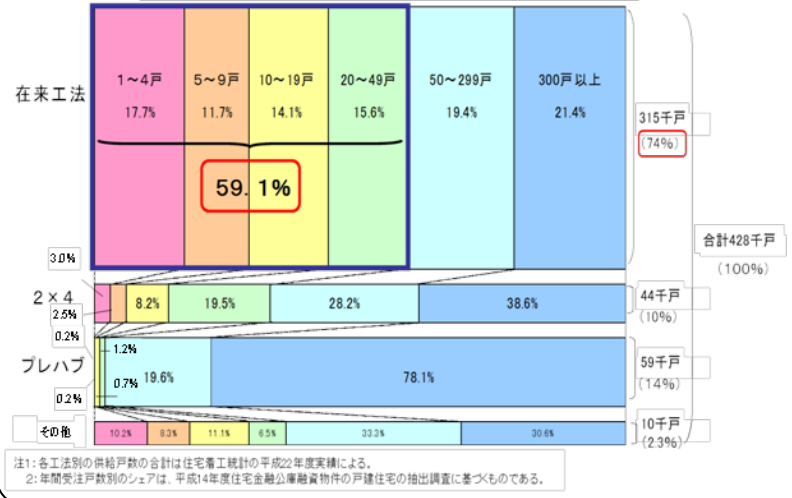 在来工法
1～4戸
17.7%
5～9戸
11.7%
10～19戸
14.1%
20～49戸
15.6%
50～299戸
19.4%
300戸以上
21.4%
59.1%
315千戸
(74%)
合計428千戸
(100%)
2×4
3.0%
2.5%
8.2%
19.5%
28.2%
38.6%
44千戸
(10%)
プレハブ
0.2%
0.2%
1.2%
0.7%
19.6%
78.1%
59千戸
(14%)
その他
10.2%
8.3%
11.1%
6.5%
33.3%
30.6%
10千戸
(2.3%)
注1：各工法別の供給戸数の合計は住宅着工統計の平成22年度実績による。
2：年間受注戸数別のシェアは、平成14年度住宅金融公庫融資物件の戸建住宅の抽出調査に基づくものである。